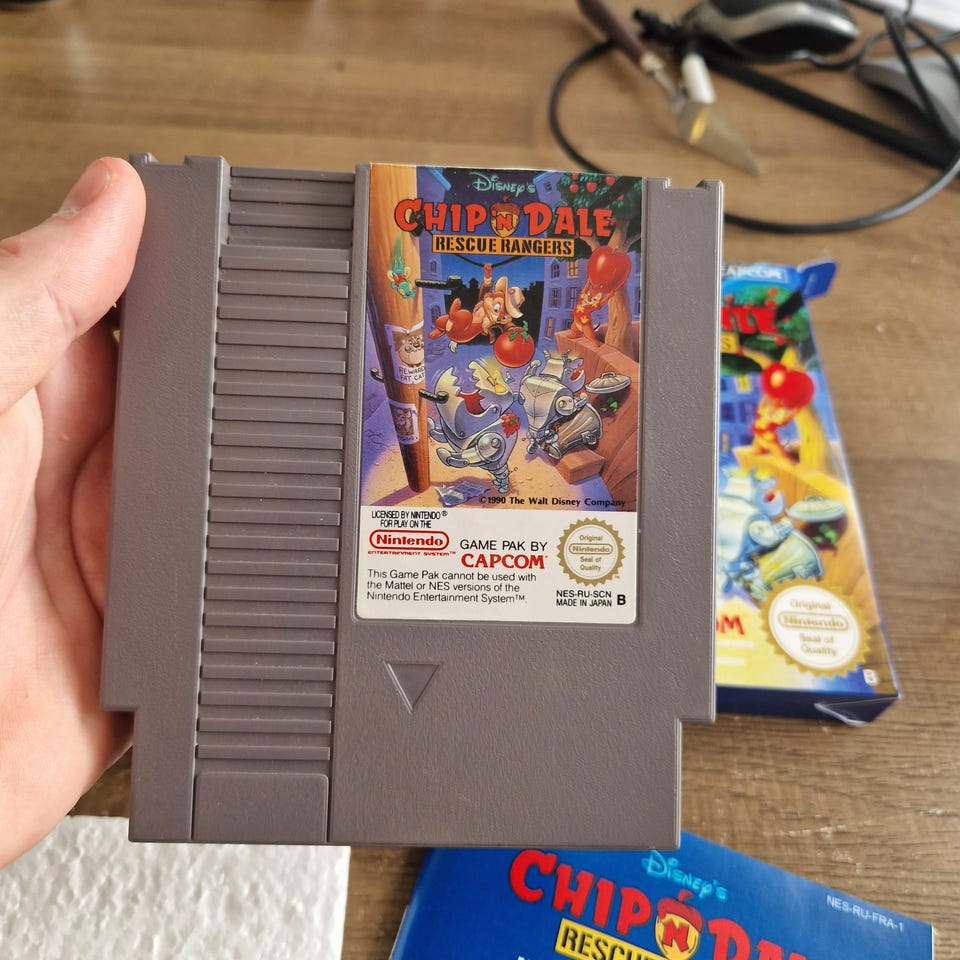 Disney's
CHIP 'N DALE
RESCUE RANGERS
BEWARE
FAT CAT
©1990 The Walt Disney Company
LICENSED BY NINTENDO®
FOR PLAY ON THE
Nintendo
ENTERTAINMENT SYSTEM™
GAME PAK BY
CAPCOM
This Game Pak cannot be used with
the Mattel or NES versions of the
Nintendo Entertainment System™.
Original
Nintendo
Seal of
Quality
NES-RU-SCN
MADE IN JAPAN B
CAPCOM
Original
Nintendo
Seal of
Quality
B
Disney's
CHIP 'N
NES-RU-FRA-1